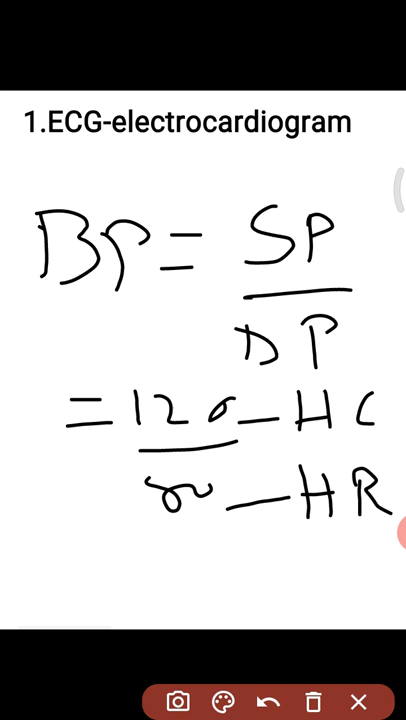 1.ECG-electrocardiogram
BP = SP
DP
= 120 - HC
80 - HR